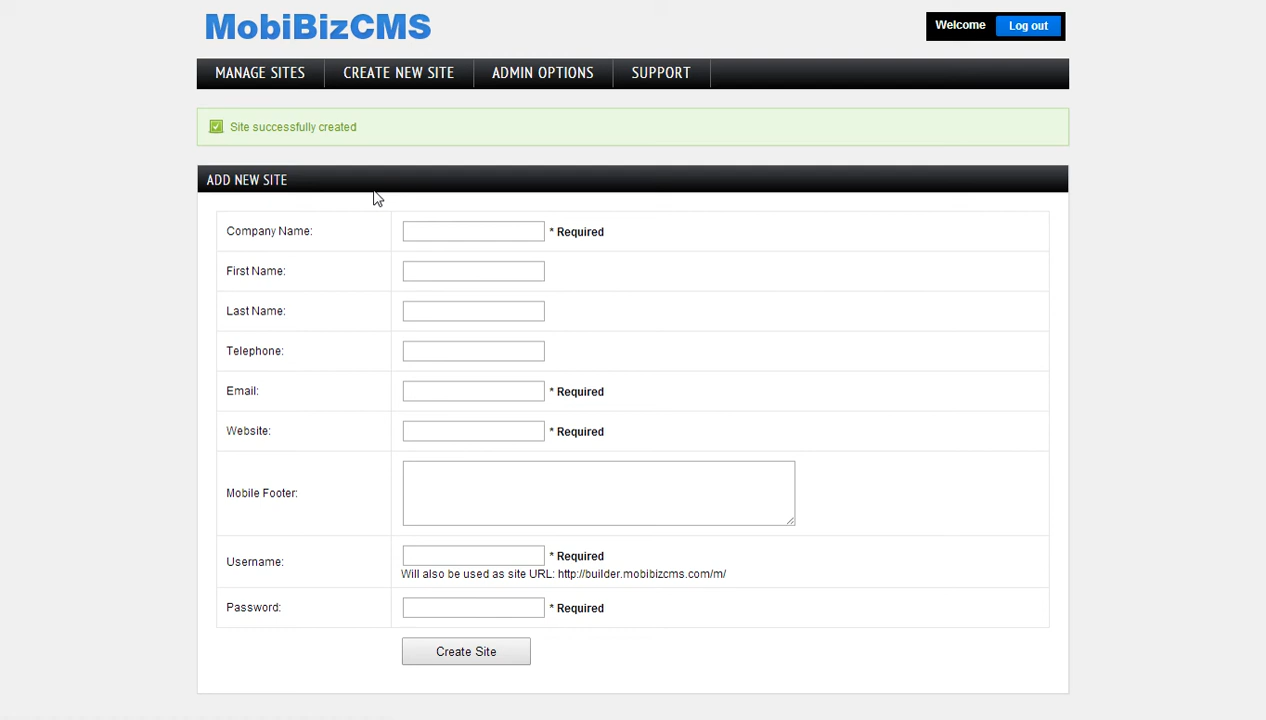 MobiBizCMS
Welcome Log out
MANAGE SITES CREATE NEW SITE ADMIN OPTIONS SUPPORT
Site successfully created
ADD NEW SITE
Company Name: * Required
First Name:
Last Name:
Telephone:
Email: * Required
Website: * Required
Mobile Footer:
Username: * Required
Will also be used as site URL: http://builder.mobibizcms.com/m/
Password: * Required
Create Site